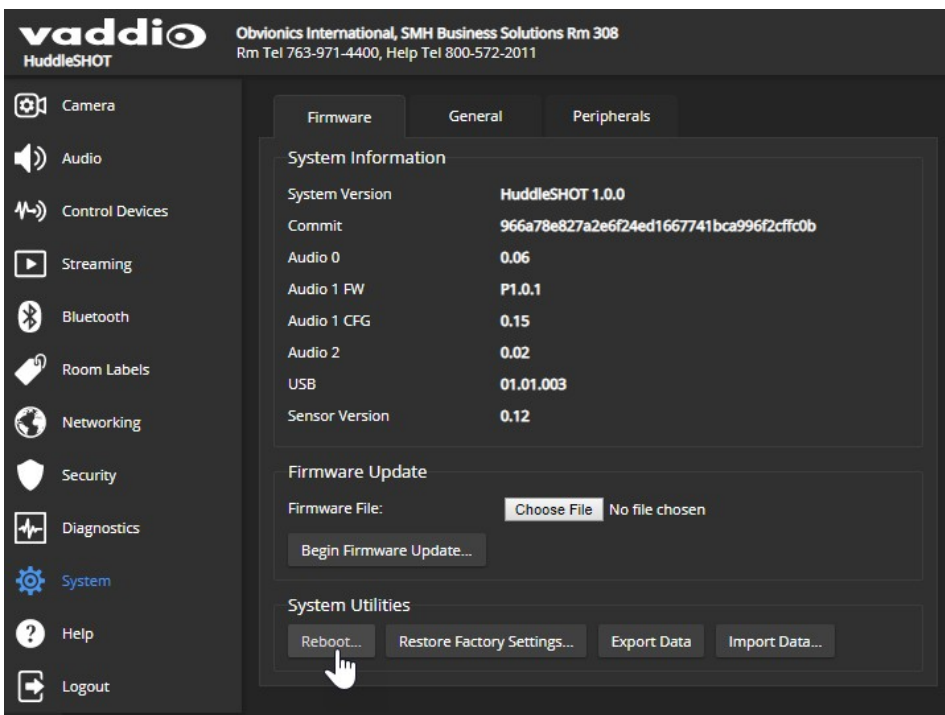 vaddio
HuddleSHOT
Obvionics International, SMH Business Solutions Rm 308
Rm Tel 763-971-4400, Help Tel 800-572-2011
Camera
Audio
Control Devices
Streaming
Bluetooth
Room Labels
Networking
Security
Diagnostics
System
Help
Logout
Firmware General Peripherals
System Information
System Version HuddleSHOT 1.0.0
Commit 966a78e827a2e6f24ed1667741bca996f2cffc0b
Audio 0 0.06
Audio 1 FW P1.0.1
Audio 1 CFG 0.15
Audio 2 0.02
USB 01.01.003
Sensor Version 0.12
Firmware Update
Firmware File: Choose File No file chosen
Begin Firmware Update...
System Utilities
Reboot... Restore Factory Settings... Export Data Import Data...